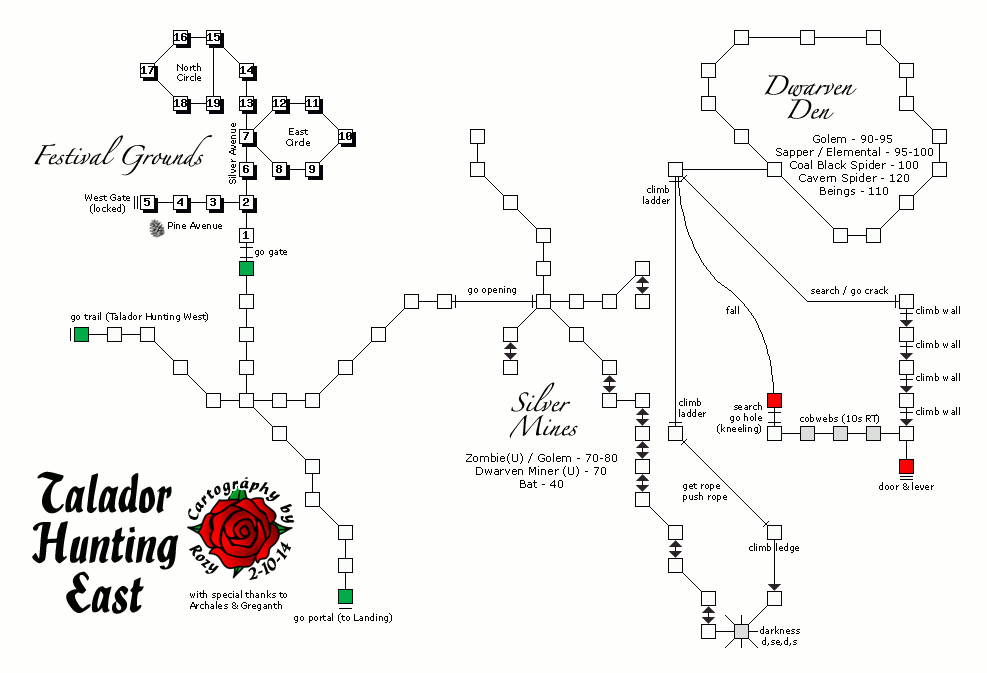 16
15
17
North
Circle
14
18
19
13
12
11
7
East
Circle
10
Silver Avenue
6
8
9
Festival Grounds
West Gate
(locked)
5
4
3
2
Pine Avenue
1
go gate
go trail (Talador Hunting West)
go opening
Dwarven
Den
Golem - 90-95
Sapper / Elemental - 95-100
Coal Black Spider - 100
Cavern Spider - 120
Beings - 110
climb
ladder
search / go crack
fall
climb wall
climb wall
climb wall
climb wall
climb
ladder
search
go hole
(kneeling)
cobwebs (10s RT)
door & lever
Silver
Mines
Zombie(U) / Golem - 70-80
Dwarven Miner (U) - 70
Bat - 40
get rope
push rope
climb ledge
darkness
d,se,d,s
Talador
Hunting
East
Cartography by
Rozy 2-10-14
with special thanks to
Archales & Greganth
go portal (to Landing)